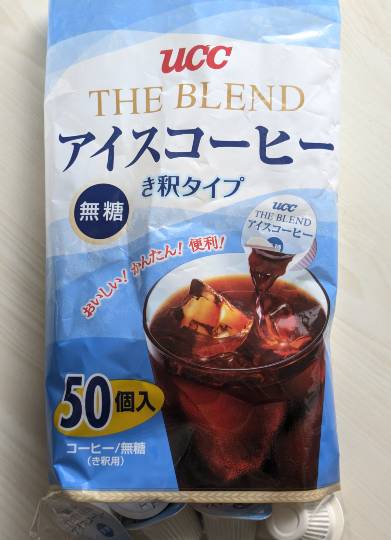 UCC
THE BLEND
アイスコーヒー
き釈タイプ
無糖
おいしい! かんたん! 便利!
UCC
THE BLEND
アイスコーヒー
50個入
コーヒー/無糖
(き釈用)